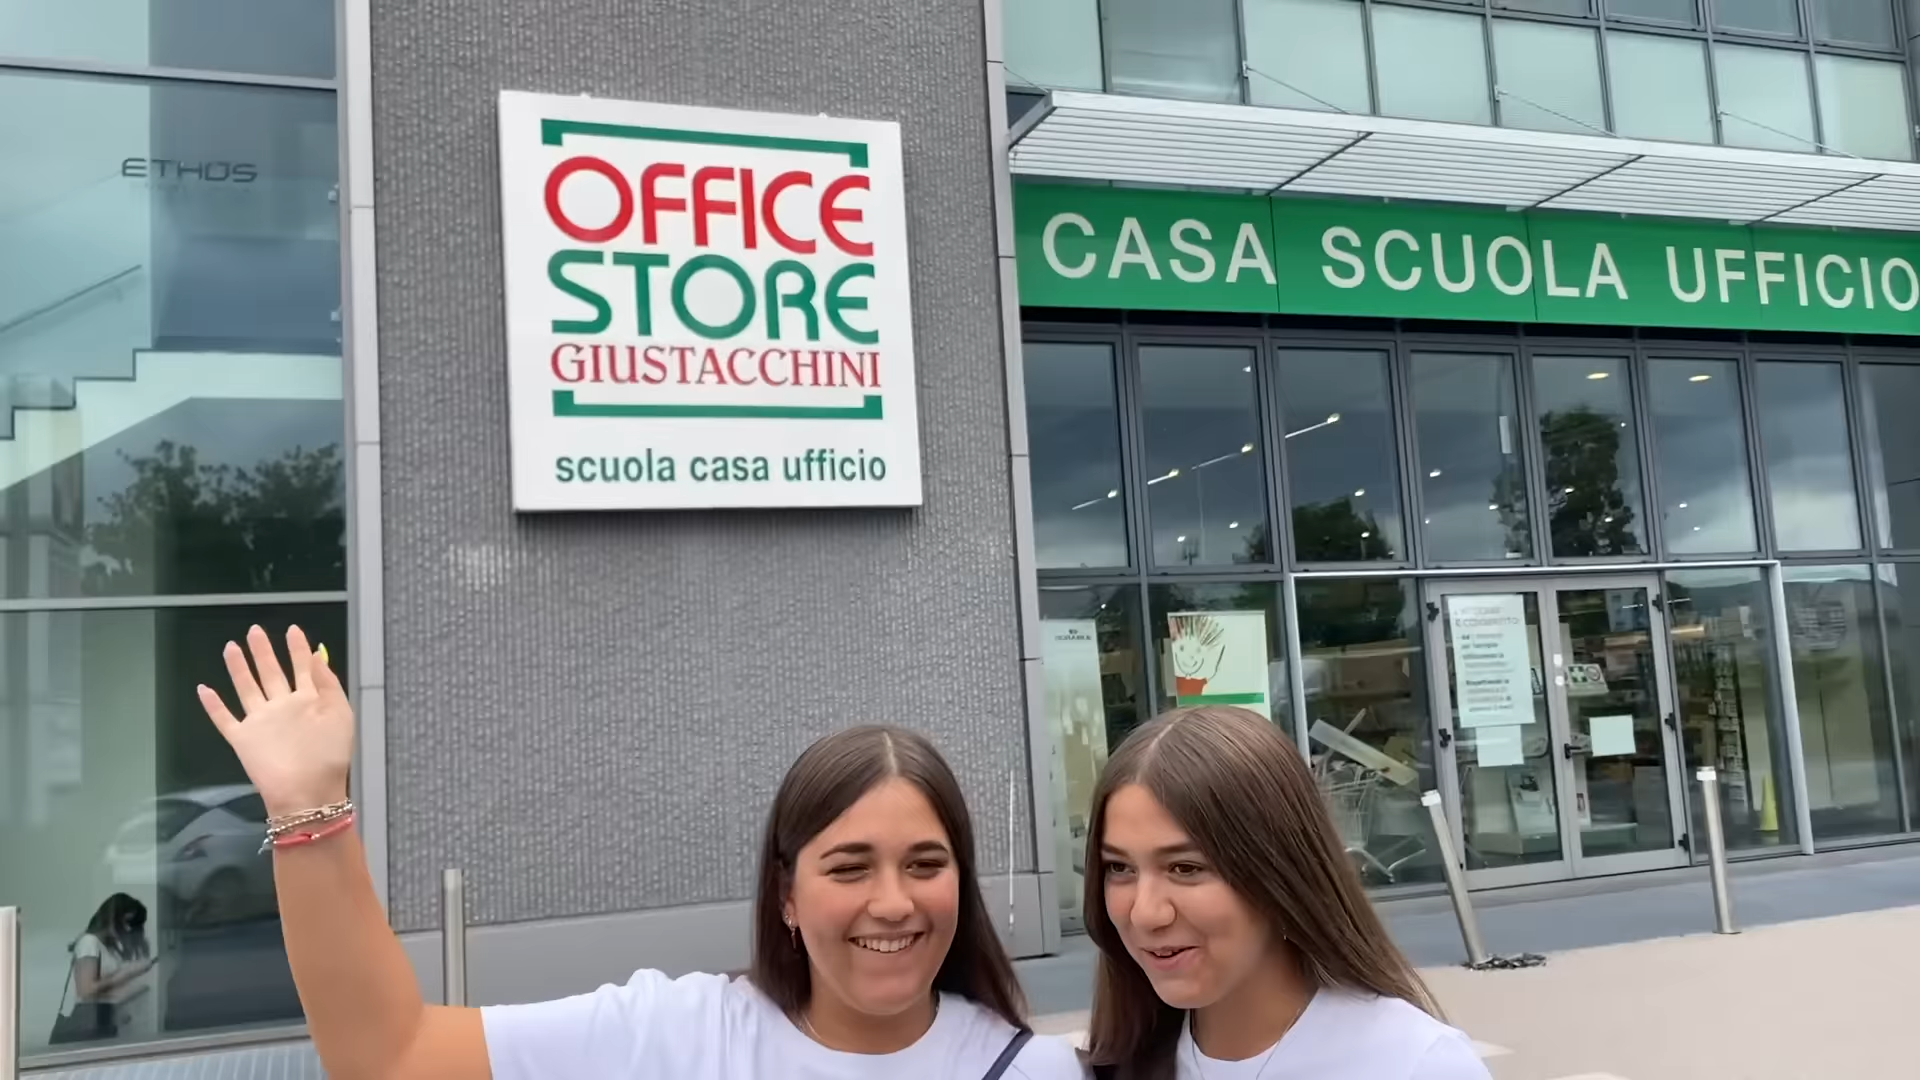 ETHOS
OFFICE
STORE
GIUSTACCHINI
scuola casa ufficio
CASA SCUOLA UFFICIO